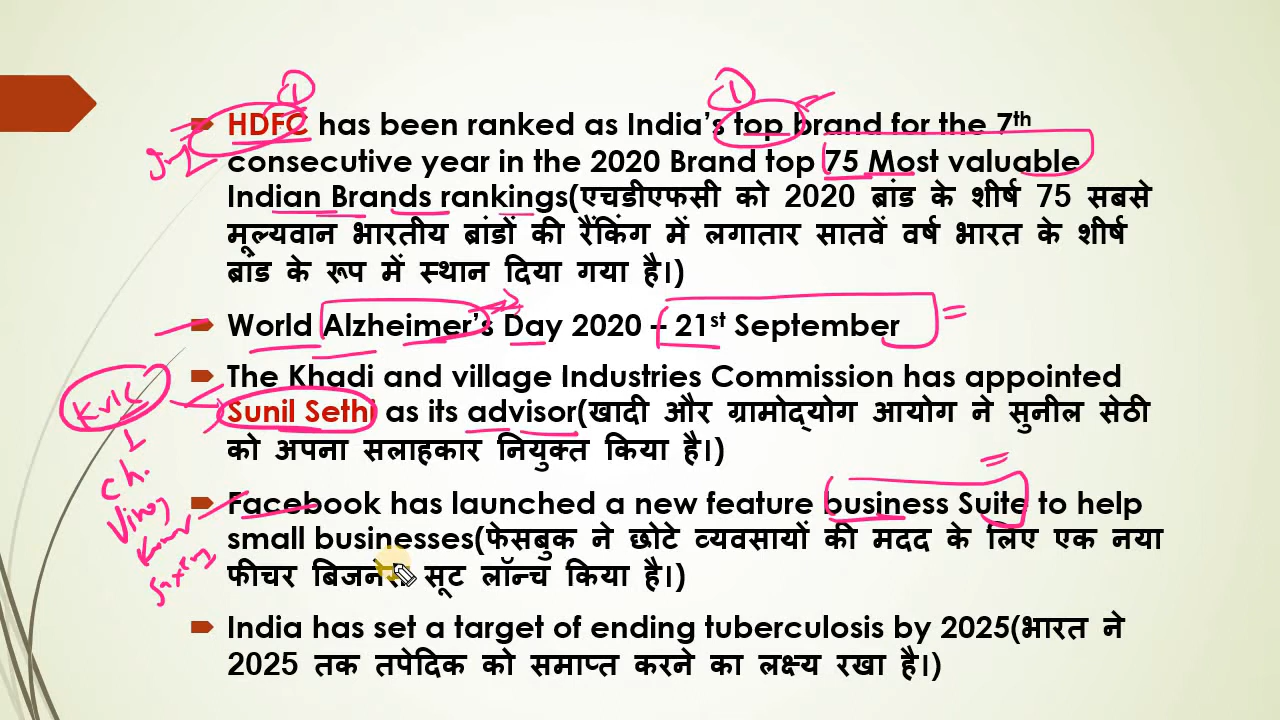 HDFC has been ranked as India's top brand for the 7th
consecutive year in the 2020 Brand top 75 Most valuable
Indian Brands rankings(एचडीएफसी को 2020 ब्रांड के शीर्ष 75 सबसे
मूल्यवान भारतीय ब्रांडों की रैंकिंग में लगातार सातवें वर्ष भारत के शीर्ष
ब्रांड के रूप में स्थान दिया गया है।)
World Alzheimer's Day 2020 – 21st September
The Khadi and village Industries Commission has appointed
Sunil Sethi as its advisor(खादी और ग्रामोद्योग आयोग ने सुनील सेठी
को अपना सलाहकार नियुक्त किया है।)
Facebook has launched a new feature business Suite to help
small businesses(फेसबुक ने छोटे व्यवसायों की मदद के लिए एक नया
फीचर बिजनेस सूट लॉन्च किया है।)
India has set a target of ending tuberculosis by 2025(भारत ने
2025 तक तपेदिक को समाप्त करने का लक्ष्य रखा है।)
1
1
KVIC
Ch.
Vinay
Kumar
Saxena